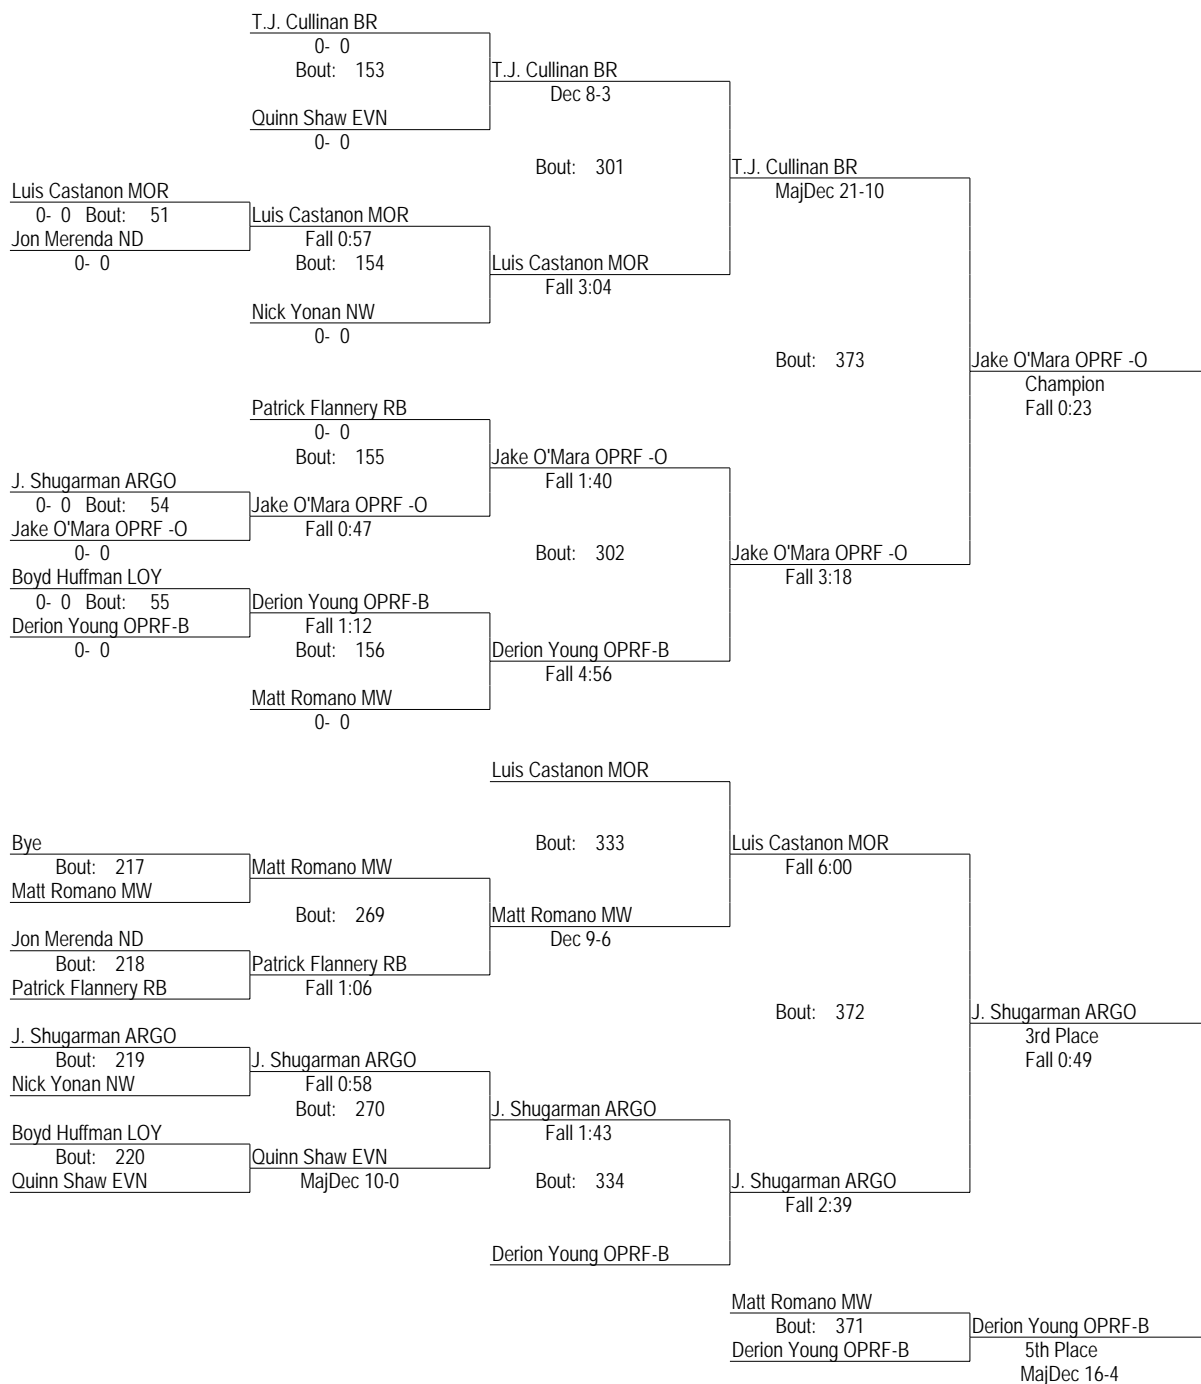 T.J. Cullinan BR
0- 0
Bout: 153
T.J. Cullinan BR
Dec 8-3
Quinn Shaw EVN
0- 0
Bout: 301
T.J. Cullinan BR
MajDec 21-10
Luis Castanon MOR
0- 0 Bout: 51
Luis Castanon MOR
Jon Merenda ND
Fall 0:57
0- 0
Bout: 154
Luis Castanon MOR
Fall 3:04
Nick Yonan NW
0- 0
Bout: 373
Jake O'Mara OPRF -O
Champion
Fall 0:23
Patrick Flannery RB
0- 0
Bout: 155
Jake O'Mara OPRF -O
Fall 1:40
J. Shugarman ARGO
0- 0 Bout: 54
Jake O'Mara OPRF -O
Jake O'Mara OPRF -O
Fall 0:47
0- 0
Bout: 302
Jake O'Mara OPRF -O
Fall 3:18
Boyd Huffman LOY
0- 0 Bout: 55
Derion Young OPRF-B
Derion Young OPRF-B
Fall 1:12
0- 0
Bout: 156
Derion Young OPRF-B
Fall 4:56
Matt Romano MW
0- 0
Luis Castanon MOR
Bye
Bout: 333
Luis Castanon MOR
Bout: 217
Matt Romano MW
Fall 6:00
Matt Romano MW
Bout: 269
Matt Romano MW
Dec 9-6
Jon Merenda ND
Bout: 218
Patrick Flannery RB
Patrick Flannery RB
Fall 1:06
Bout: 372
J. Shugarman ARGO
3rd Place
Fall 0:49
J. Shugarman ARGO
Bout: 219
J. Shugarman ARGO
Nick Yonan NW
Fall 0:58
Bout: 270
J. Shugarman ARGO
Fall 1:43
Boyd Huffman LOY
Bout: 220
Quinn Shaw EVN
Quinn Shaw EVN
MajDec 10-0
Bout: 334
J. Shugarman ARGO
Fall 2:39
Derion Young OPRF-B
Matt Romano MW
Bout: 371
Derion Young OPRF-B
Derion Young OPRF-B
5th Place
MajDec 16-4